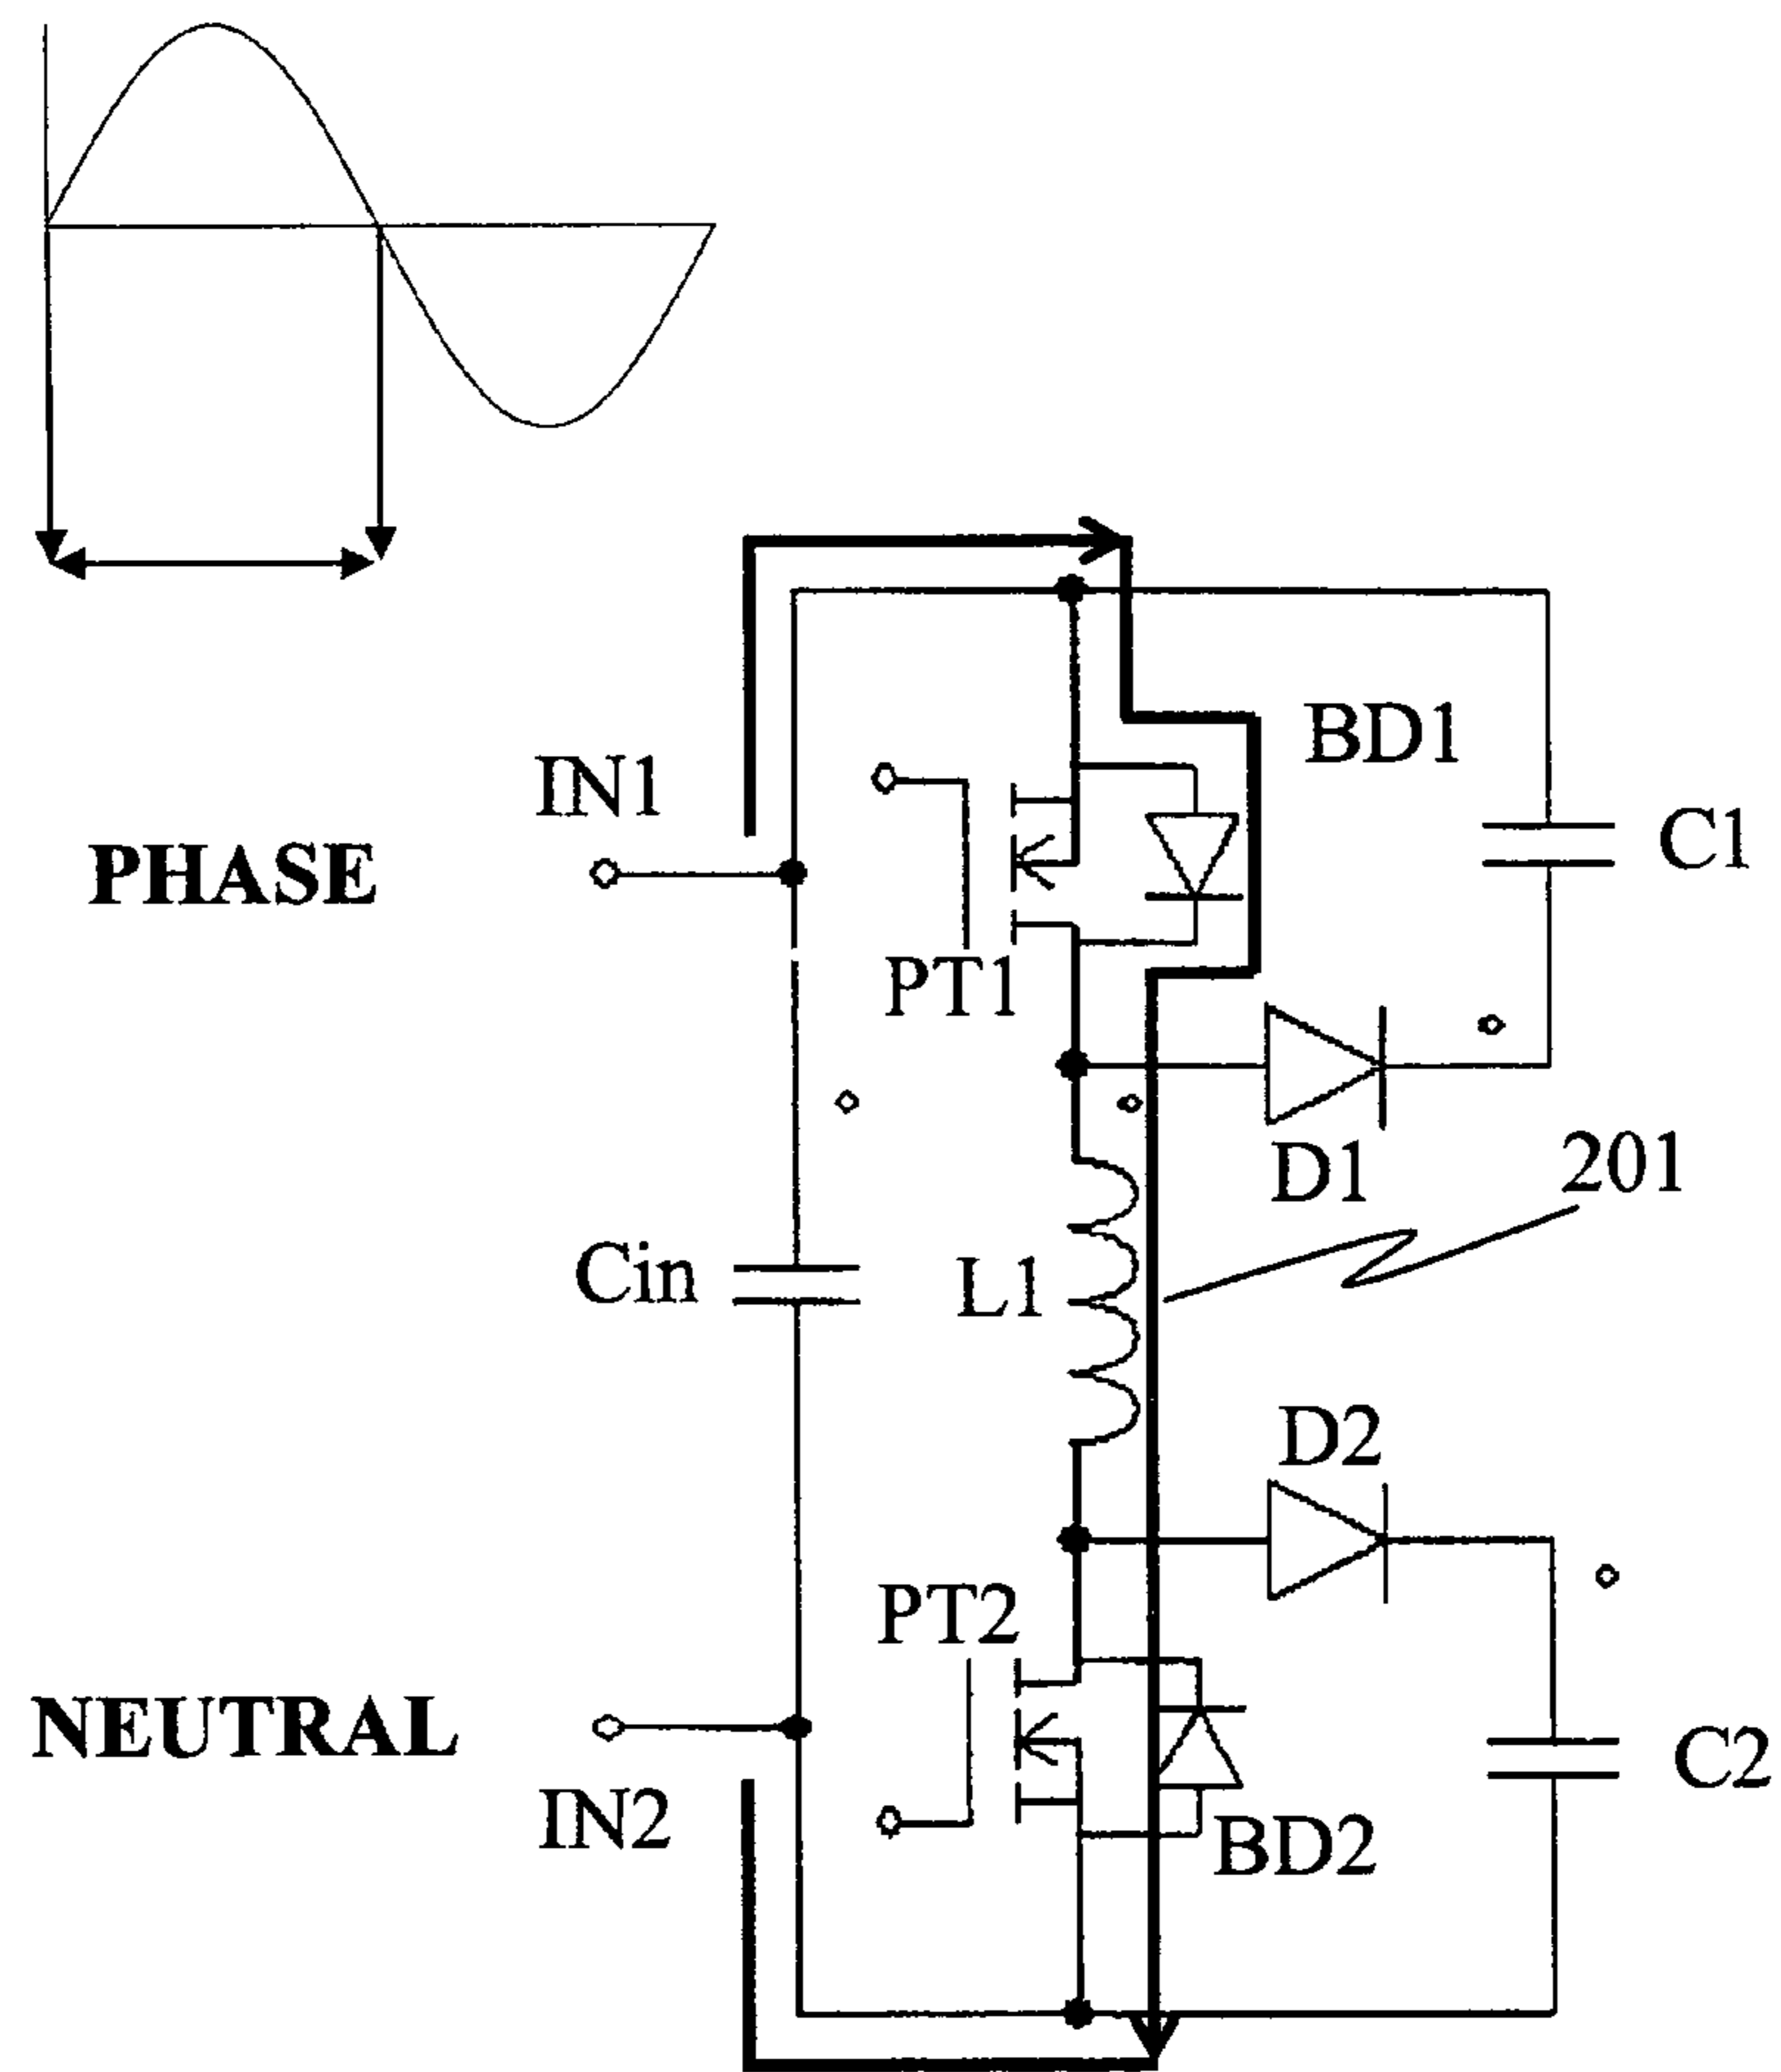 BD1
IN1
C1
PHASE
PT1
D1
201
Cin
L1
D2
PT2
NEUTRAL
C2
IN2
BD2